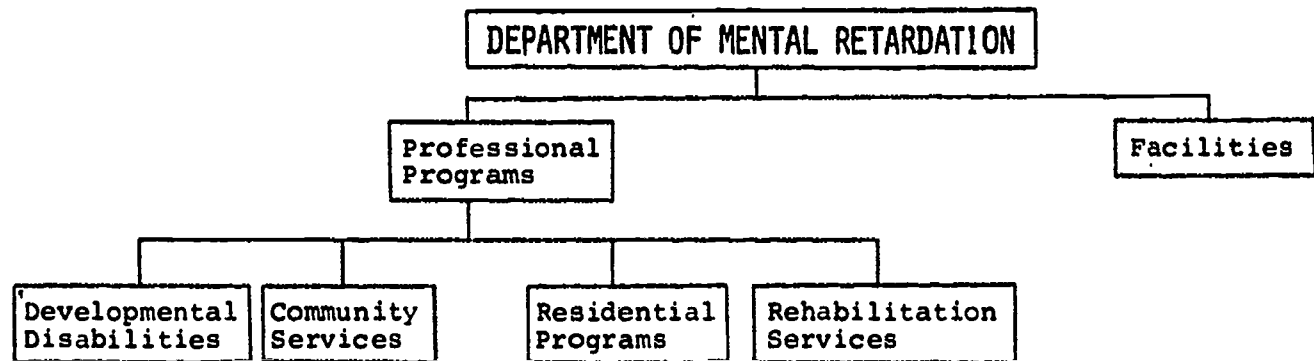 DEPARTMENT OF MENTAL RETARDATION
Professional
Programs
Facilities
Developmental
Disabilities
Community
Services
Residential
Programs
Rehabilitation
Services